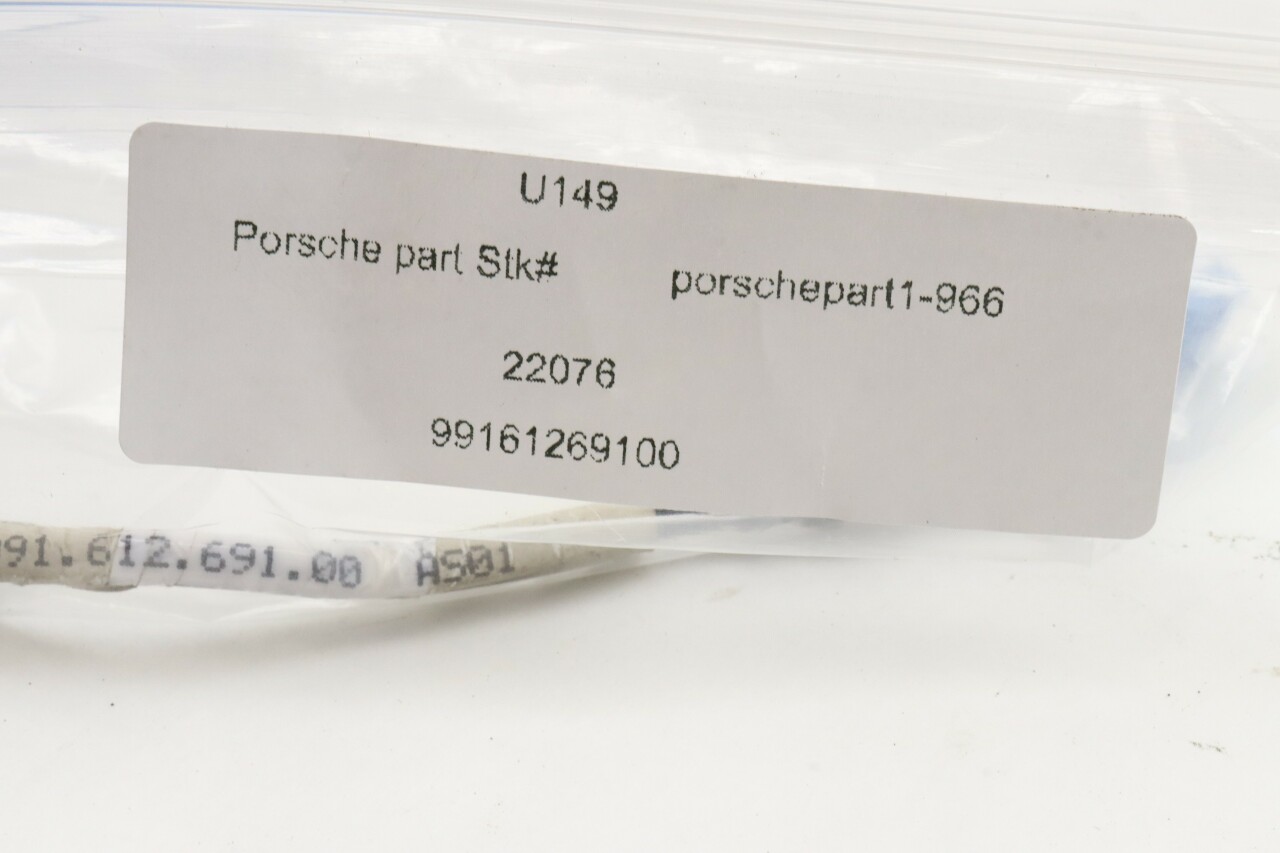 U149
Porsche part Stk# porschepart1-966
22076
99161269100
91.612.691.00 AS01